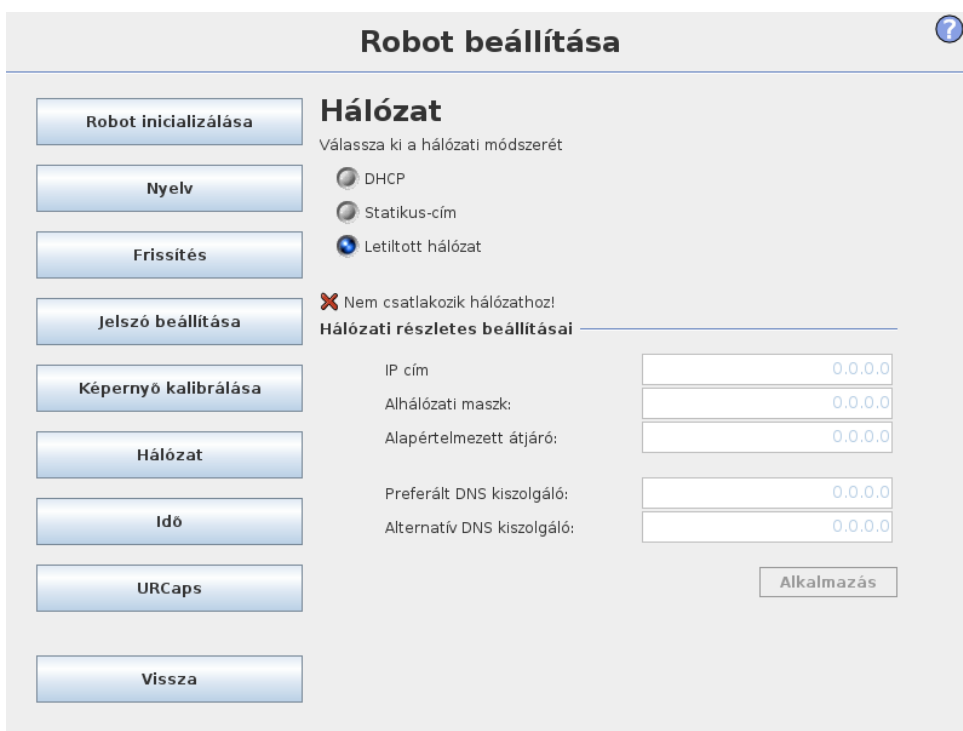 Robot beállítása
?
Robot inicializálása
Nyelv
Frissítés
Jelszó beállítása
Képernyõ kalibrálása
Hálózat
Idõ
URCaps
Vissza
Hálózat
Válassza ki a hálózati módszerét
DHCP
Statikus-cím
Letiltott hálózat
Nem csatlakozik hálózathoz!
Hálózati részletes beállításai
IP cím 0.0.0.0
Alhálózati maszk: 0.0.0.0
Alapértelmezett átjáró: 0.0.0.0
Preferált DNS kiszolgáló: 0.0.0.0
Alternatív DNS kiszolgáló: 0.0.0.0
Alkalmazás